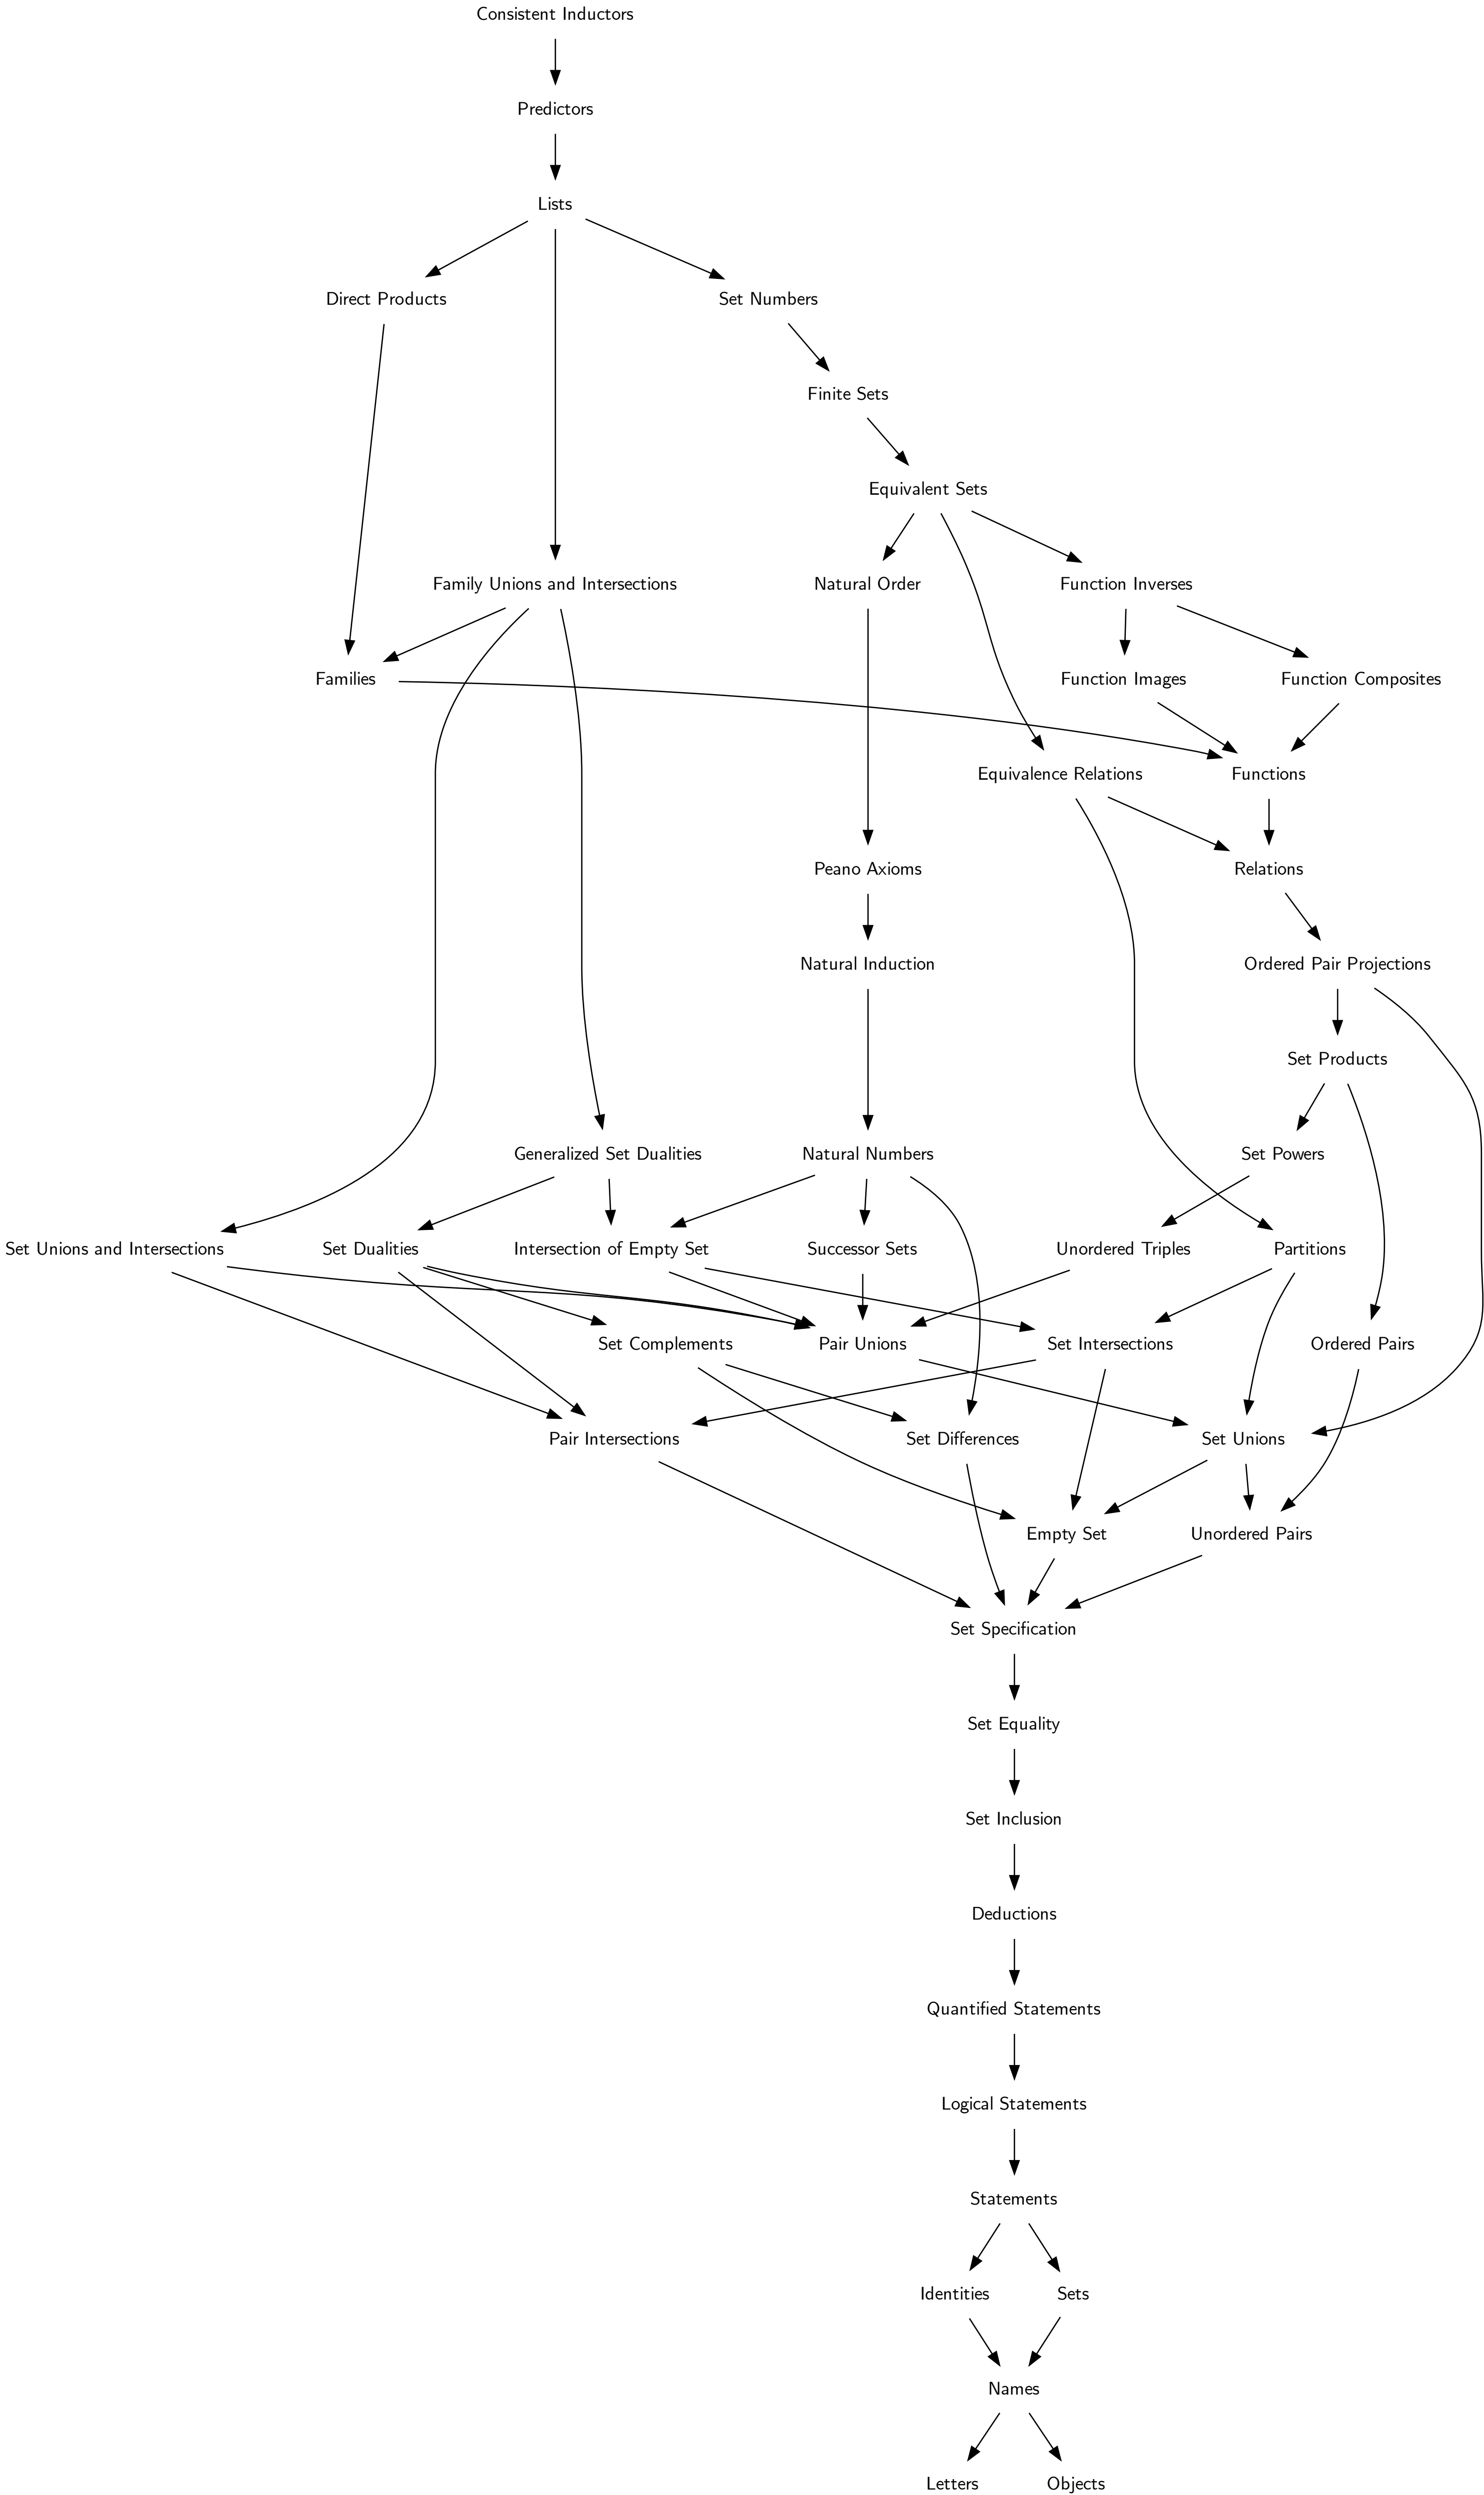 Consistent Inductors
Predictors
Lists
Direct Products
Set Numbers
Finite Sets
Equivalent Sets
Family Unions and Intersections
Natural Order
Function Inverses
Families
Function Images
Function Composites
Equivalence Relations
Functions
Peano Axioms
Relations
Natural Induction
Ordered Pair Projections
Set Products
Generalized Set Dualities
Natural Numbers
Set Powers
Set Unions and Intersections
Set Dualities
Intersection of Empty Set
Successor Sets
Unordered Triples
Partitions
Set Complements
Pair Unions
Set Intersections
Ordered Pairs
Pair Intersections
Set Differences
Set Unions
Empty Set
Unordered Pairs
Set Specification
Set Equality
Set Inclusion
Deductions
Quantified Statements
Logical Statements
Statements
Identities
Sets
Names
Letters
Objects